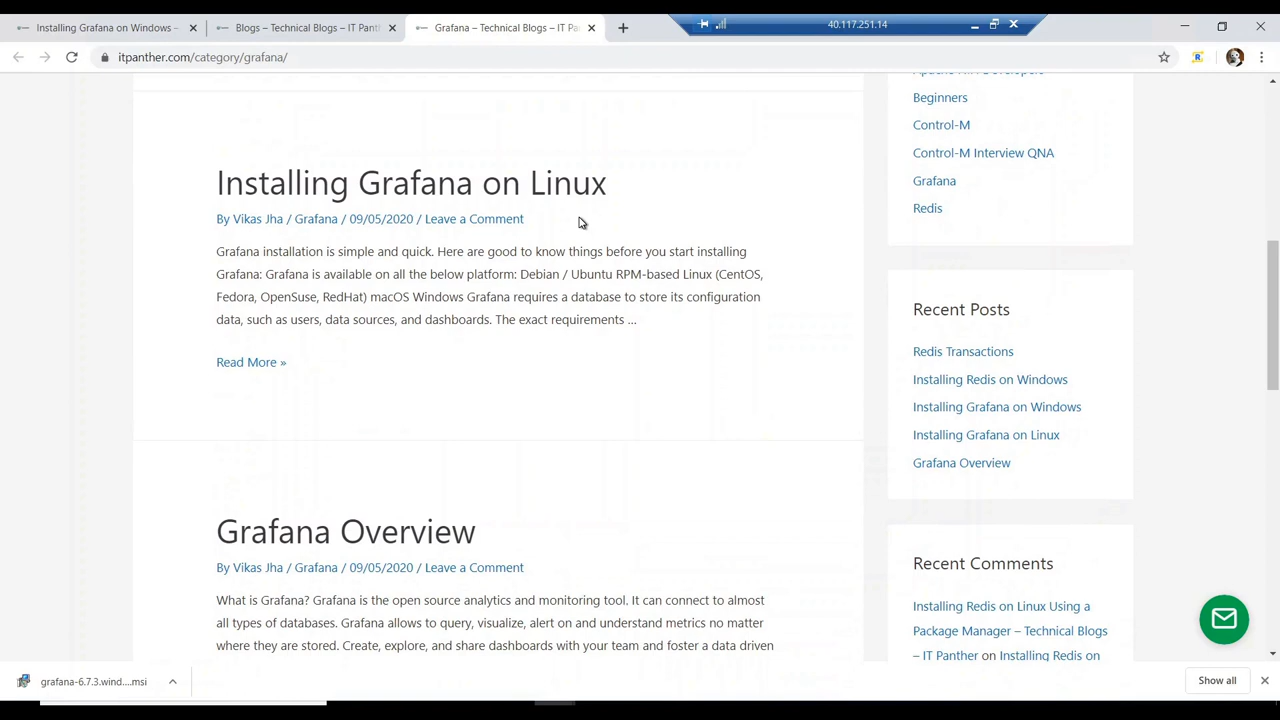 Installing Grafana on Windows -
Blogs – Technical Blogs – IT Pant
Grafana – Technical Blogs – IT Pa
40.117.251.14
itpanther.com/category/grafana/
Installing Grafana on Linux
By Vikas Jha / Grafana / 09/05/2020 / Leave a Comment
Grafana installation is simple and quick. Here are good to know things before you start installing
Grafana: Grafana is available on all the below platform: Debian / Ubuntu RPM-based Linux (CentOS,
Fedora, OpenSuse, RedHat) macOS Windows Grafana requires a database to store its configuration
data, such as users, data sources, and dashboards. The exact requirements …
Read More »
Grafana Overview
By Vikas Jha / Grafana / 09/05/2020 / Leave a Comment
What is Grafana? Grafana is the open source analytics and monitoring tool. It can connect to almost
all types of databases. Grafana allows to query, visualize, alert on and understand metrics no matter
where they are stored. Create, explore, and share dashboards with your team and foster a data driven
Beginners
Control-M
Control-M Interview QNA
Grafana
Redis
Recent Posts
Redis Transactions
Installing Redis on Windows
Installing Grafana on Windows
Installing Grafana on Linux
Grafana Overview
Recent Comments
Installing Redis on Linux Using a
Package Manager – Technical Blogs
– IT Panther on Installing Redis on
grafana-6.7.3.wind....msi
Show all